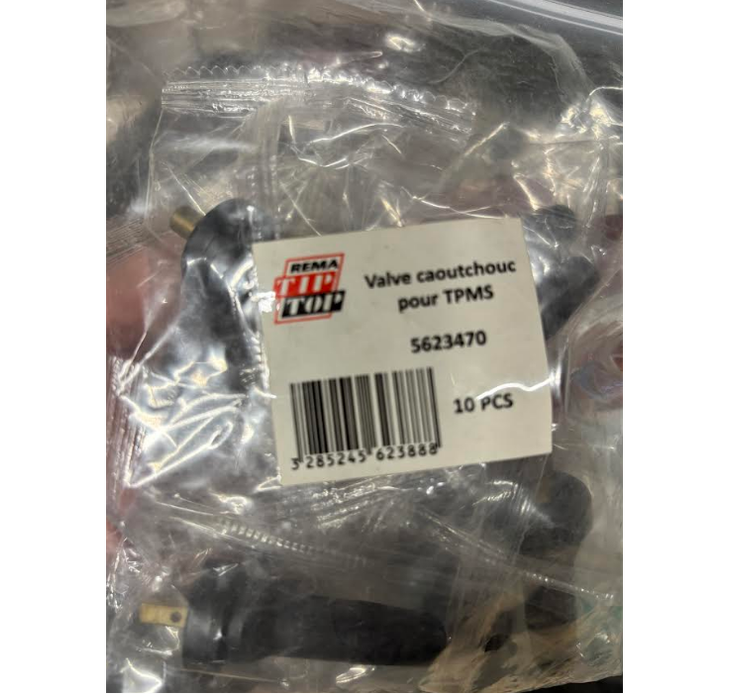 REMA
TIP
TOP
Valve caoutchouc
pour TPMS
5623470
10 PCS
3 285245 623888